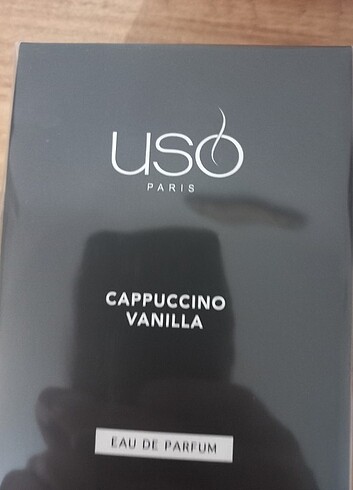 USO
PARIS
CAPPUCCINO
VANILLA
EAU DE PARFUM